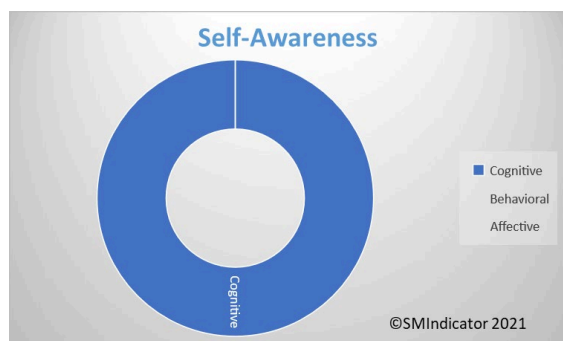 Self-Awareness
Cognitive
Behavioral
Affective
Cognitive
©SMIndicator 2021